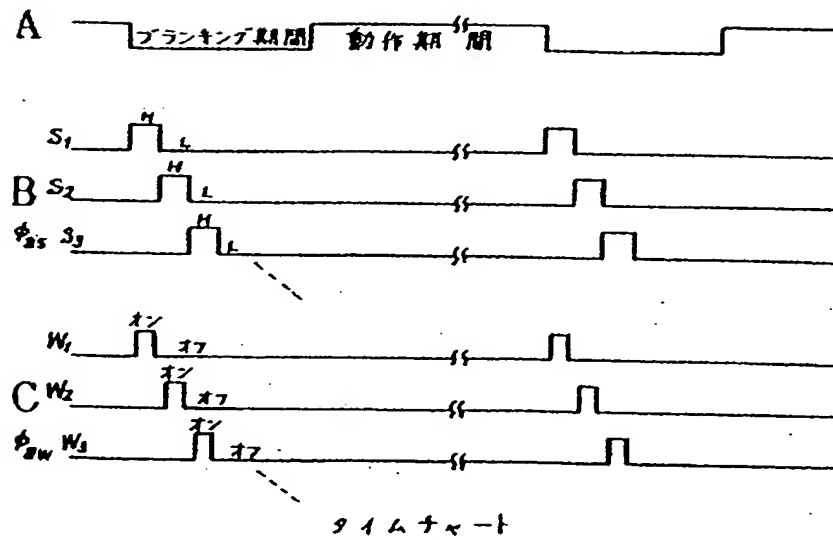 A ブランキング期間 動作期間
H
S1 L
H
B S2 L
H
φBS S3 L
オン
W1 オフ
オン
C W2 オフ
オン
φBW W3 オフ
タイムチャート